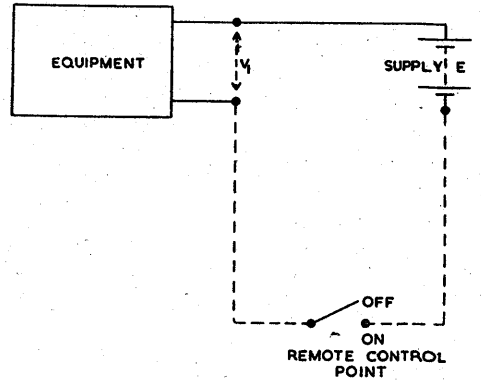 EQUIPMENT
V1
SUPPLY E
OFF
ON
REMOTE CONTROL
POINT